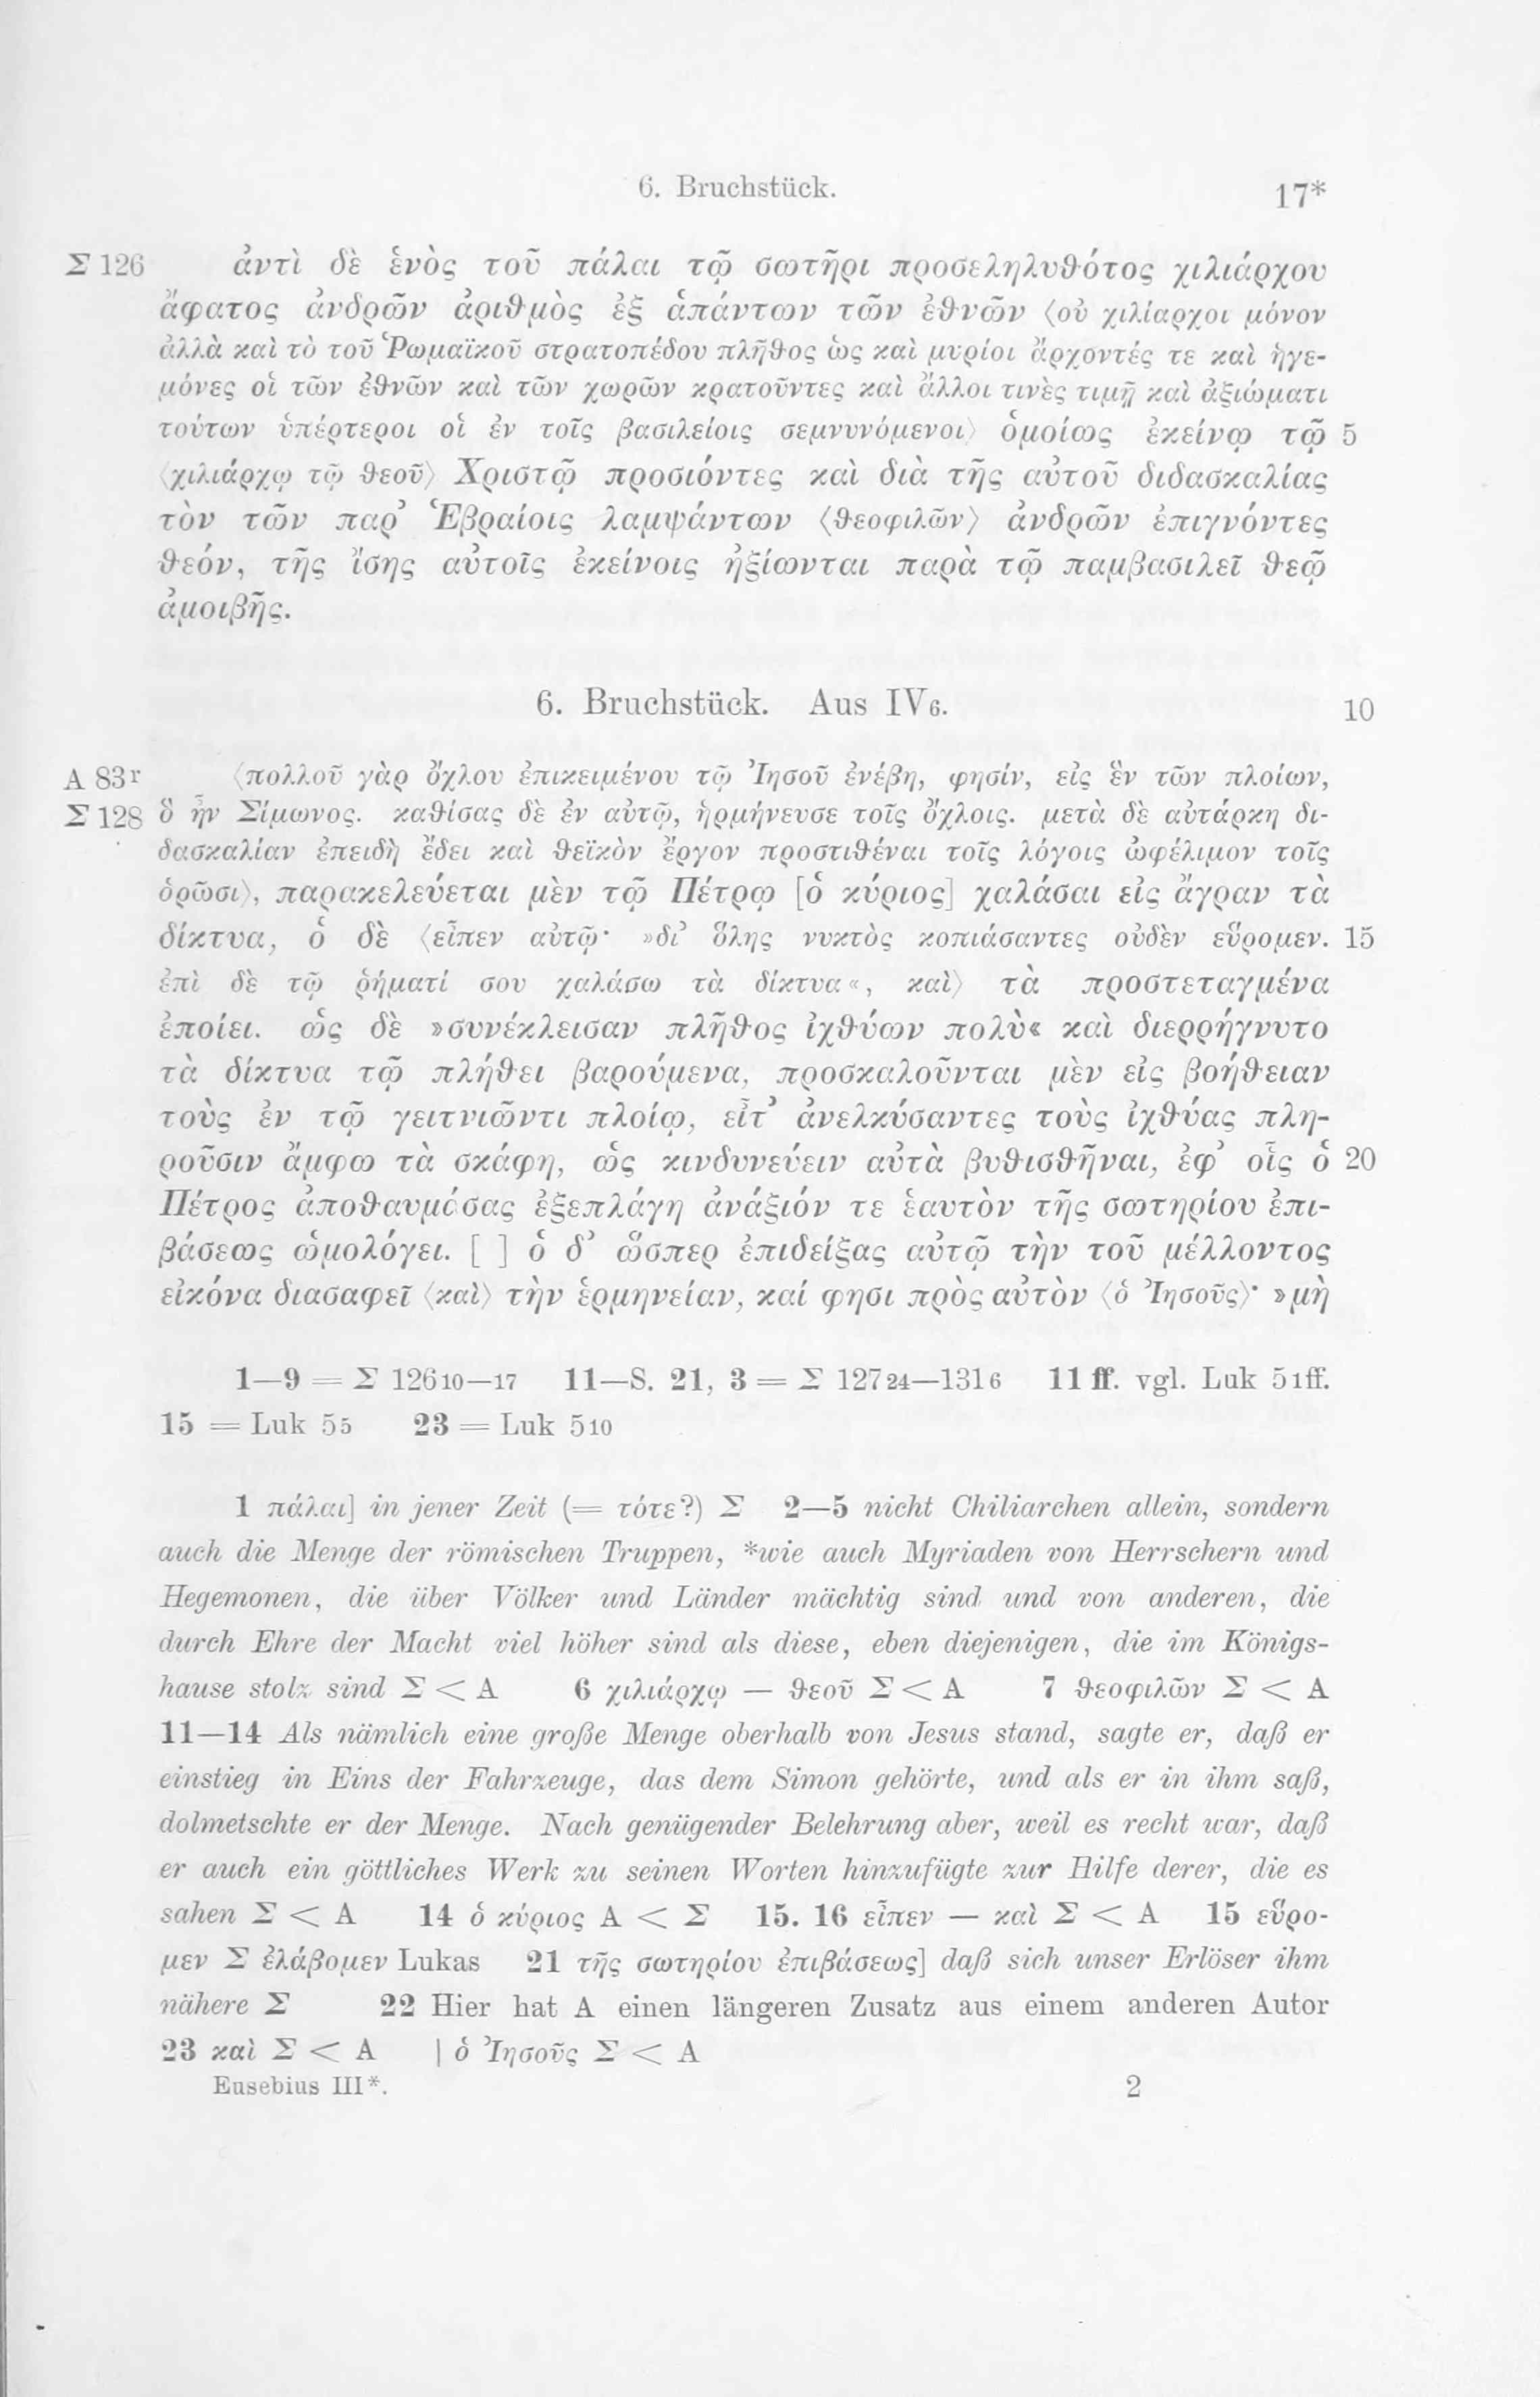 6. Bruchstück. 17*
Σ 126 ἀντὶ δὲ ἑνὸς τοῦ πάλαι τῷ σωτῆρι προσεληλυθότος χιλιάρχου
ἄφατος ἀνδρῶν ἀριθμὸς ἐξ ἁπάντων τῶν ἐθνῶν ⟨οὐ χιλίαρχοι μόνον
ἀλλὰ καὶ τὸ τοῦ Ῥωμαϊκοῦ στρατοπέδου πλῆθος ὡς καὶ μυρίοι ἄρχοντές τε καὶ ἡγε-
μόνες οἱ τῶν ἐθνῶν καὶ τῶν χωρῶν κρατοῦντες καὶ ἄλλοι τινὲς τιμῇ καὶ ἀξιώματι
τούτων ὑπέρτεροι οἱ ἐν τοῖς βασιλείοις σεμνυνόμενοι⟩ ὁμοίως ἐκείνῳ τῷ 5
⟨χιλιάρχῳ τῷ θεοῦ⟩ Χριστῷ προσιόντες καὶ διὰ τῆς αὐτοῦ διδασκαλίας
τὸν τῶν παρ᾽ Ἑβραίοις λαμψάντων ⟨θεοφιλῶν⟩ ἀνδρῶν ἐπιγνόντες
θεόν, τῆς ἴσης αὐτοῖς ἐκείνοις ἠξίωνται παρὰ τῷ παμβασιλεῖ θεῷ
ἀμοιβῆς.
6. Bruchstück. Aus IV 6. 10
A 83r ⟨πολλοῦ γὰρ ὄχλου ἐπικειμένου τῷ Ἰησοῦ ἐνέβη, φησίν, εἰς ἓν τῶν πλοίων,
Σ 128 ὃ ἦν Σίμωνος. καθίσας δὲ ἐν αὐτῷ, ἡρμήνευσε τοῖς ὄχλοις. μετὰ δὲ αὐτάρκη δι-
δασκαλίαν ἐπειδὴ ἔδει καὶ θεϊκὸν ἔργον προστιθέναι τοῖς λόγοις ὠφέλιμον τοῖς
ὁρῶσι⟩, παρακελεύεται μὲν τῷ Πέτρῳ [ὁ κύριος] χαλάσαι εἰς ἄγραν τὰ
δίκτυα, ὁ δὲ ⟨εἶπεν αὐτῷ· »δι᾽ ὅλης νυκτὸς κοπιάσαντες οὐδὲν εὕρομεν. 15
ἐπὶ δὲ τῷ ῥήματί σου χαλάσω τὰ δίκτυα«, καὶ⟩ τὰ προστεταγμένα
ἐποίει. ὡς δὲ »συνέκλεισαν πλῆθος ἰχθύων πολὺ« καὶ διερρήγνυτο
τὰ δίκτυα τῷ πλήθει βαρούμενα, προσκαλοῦνται μὲν εἰς βοήθειαν
τοὺς ἐν τῷ γειτνιῶντι πλοίῳ, εἶτ᾽ ἀνελκύσαντες τοὺς ἰχθύας πλη-
ροῦσιν ἄμφω τὰ σκάφη, ὡς κινδυνεύειν αὐτὰ βυθισθῆναι, ἐφ᾽ οἷς ὁ 20
Πέτρος ἀποθαυμάσας ἐξεπλάγη ἀνάξιόν τε ἑαυτὸν τῆς σωτηρίου ἐπι-
βάσεως ὡμολόγει. [ ] ὁ δ᾽ ὥσπερ ἐπιδείξας αὐτῷ τὴν τοῦ μέλλοντος
εἰκόνα διασαφεῖ ⟨καὶ⟩ τὴν ἑρμηνείαν, καί φησι πρὸς αὐτὸν ⟨ὁ Ἰησοῦς⟩· »μὴ
1—9 = Σ 126 10—17 11—S. 21, 3 = Σ 127 24—131 6 11 ff. vgl. Luk 5 1 ff.
15 = Luk 5 5 23 = Luk 5 10
1 πάλαι] in jener Zeit (= τότε?) Σ 2—5 nicht Chiliarchen allein, sondern
auch die Menge der römischen Truppen, *wie auch Myriaden von Herrschern und
Hegemonen, die über Völker und Länder mächtig sind und von anderen, die
durch Ehre der Macht viel höher sind als diese, eben diejenigen, die im Königs-
hause stolz sind Σ < A 6 χιλιάρχῳ — θεοῦ Σ < A 7 θεοφιλῶν Σ < A
11—14 Als nämlich eine große Menge oberhalb von Jesus stand, sagte er, daß er
einstieg in Eins der Fahrzeuge, das dem Simon gehörte, und als er in ihm saß,
dolmetschte er der Menge. Nach genügender Belehrung aber, weil es recht war, daß
er auch ein göttliches Werk zu seinen Worten hinzufügte zur Hilfe derer, die es
sahen Σ < A 14 ὁ κύριος A < Σ 15. 16 εἶπεν — καὶ Σ < A 15 εὕρο-
μεν Σ ἐλάβομεν Lukas 21 τῆς σωτηρίου ἐπιβάσεως] daß sich unser Erlöser ihm
nähere Σ 22 Hier hat A einen längeren Zusatz aus einem anderen Autor
23 καὶ Σ < A | ὁ Ἰησοῦς Σ < A
Eusebius III*. 2